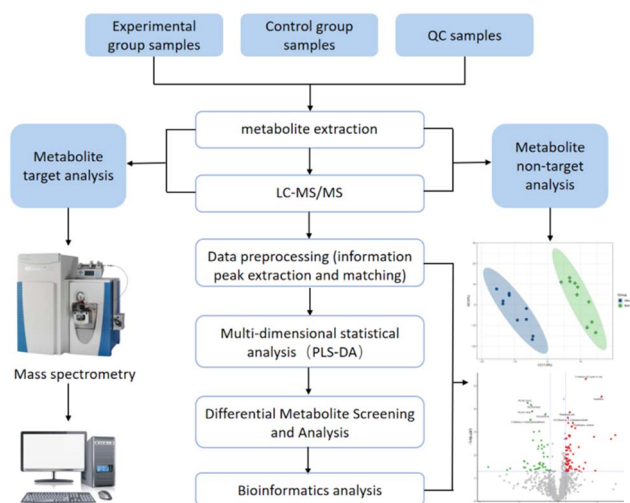 Experimental
group samples
Control group
samples
QC samples
metabolite extraction
Metabolite
target analysis
Metabolite
non-target
analysis
LC-MS/MS
Data preprocessing (information
peak extraction and matching)
Multi-dimensional statistical
analysis (PLS-DA)
Mass spectrometry
Differential Metabolite Screening
and Analysis
Bioinformatics analysis